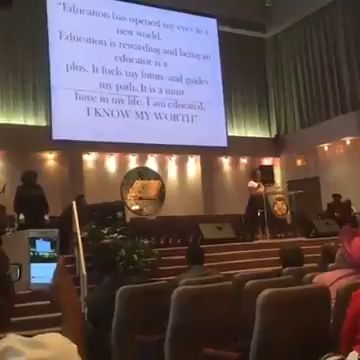 "Education has opened my eyes to a
new world.
Education is rewarding and being an
educator is a
plus. It fuels my future and guides
my path. It is a must
have in my life. I am educated,
I KNOW MY WORTH"